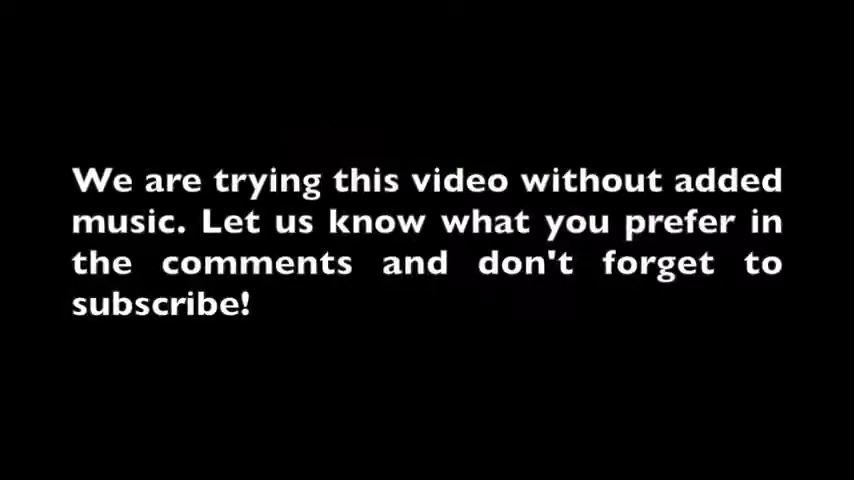 We are trying this video without added
music. Let us know what you prefer in
the comments and don't forget to
subscribe!